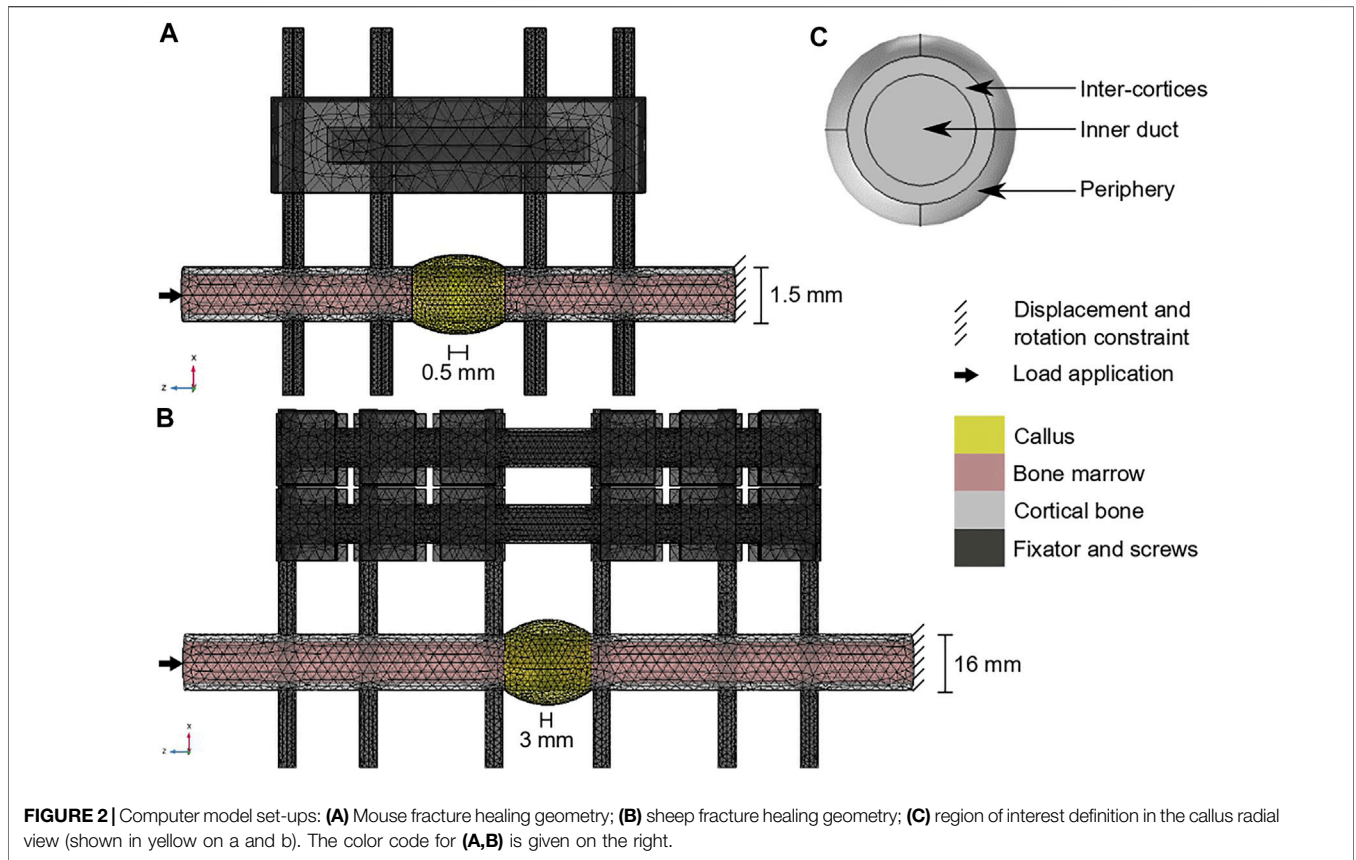 A
C
Inter-cortices
Inner duct
Periphery
1.5 mm
0.5 mm
x
z
Displacement and
rotation constraint
Load application
B
Callus
Bone marrow
Cortical bone
Fixator and screws
16 mm
3 mm
x
z
FIGURE 2 | Computer model set-ups: (A) Mouse fracture healing geometry; (B) sheep fracture healing geometry; (C) region of interest definition in the callus radial
view (shown in yellow on a and b). The color code for (A,B) is given on the right.